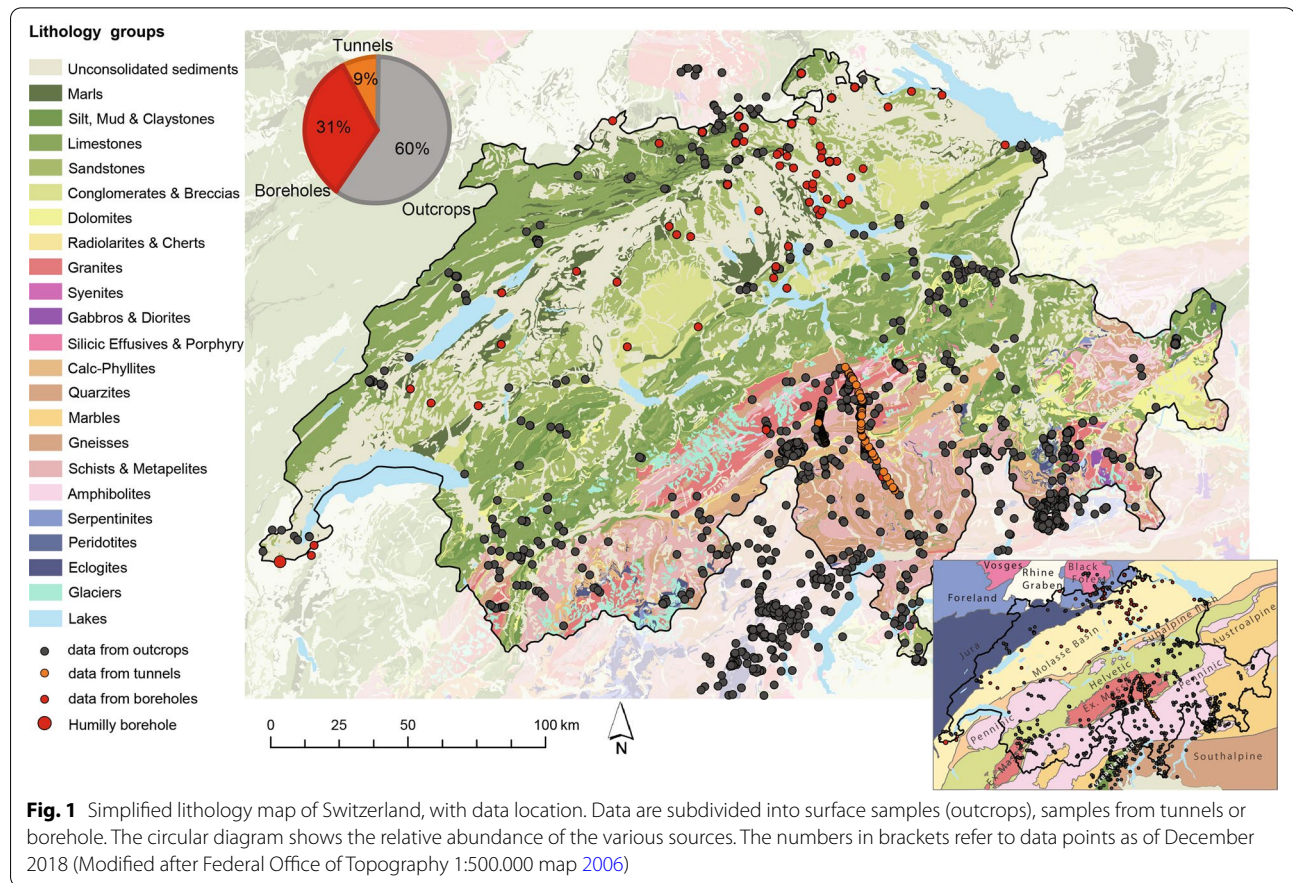 Lithology groups
Unconsolidated sediments
Marls
Silt, Mud & Claystones
Limestones
Sandstones
Conglomerates & Breccias
Dolomites
Radiolarites & Cherts
Granites
Syenites
Gabbros & Diorites
Silicic Effusives & Porphyry
Calc-Phyllites
Quarzites
Marbles
Gneisses
Schists & Metapelites
Amphibolites
Serpentinites
Peridotites
Eclogites
Glaciers
Lakes
data from outcrops
data from tunnels
data from boreholes
Humilly borehole
Tunnels
9%
31%
60%
Boreholes
Outcrops
0 25 50 100 km
N
Vosges
Rhine
Graben
Black
Forest
Foreland
Jura
Molasse Basin
Subalpine
Austroalpine
Helvetic
Penninic
Ex. Mas
Penninic
Ex. Mas
Southalpine
Fig. 1 Simplified lithology map of Switzerland, with data location. Data are subdivided into surface samples (outcrops), samples from tunnels or
borehole. The circular diagram shows the relative abundance of the various sources. The numbers in brackets refer to data points as of December
2018 (Modified after Federal Office of Topography 1:500.000 map 2006)